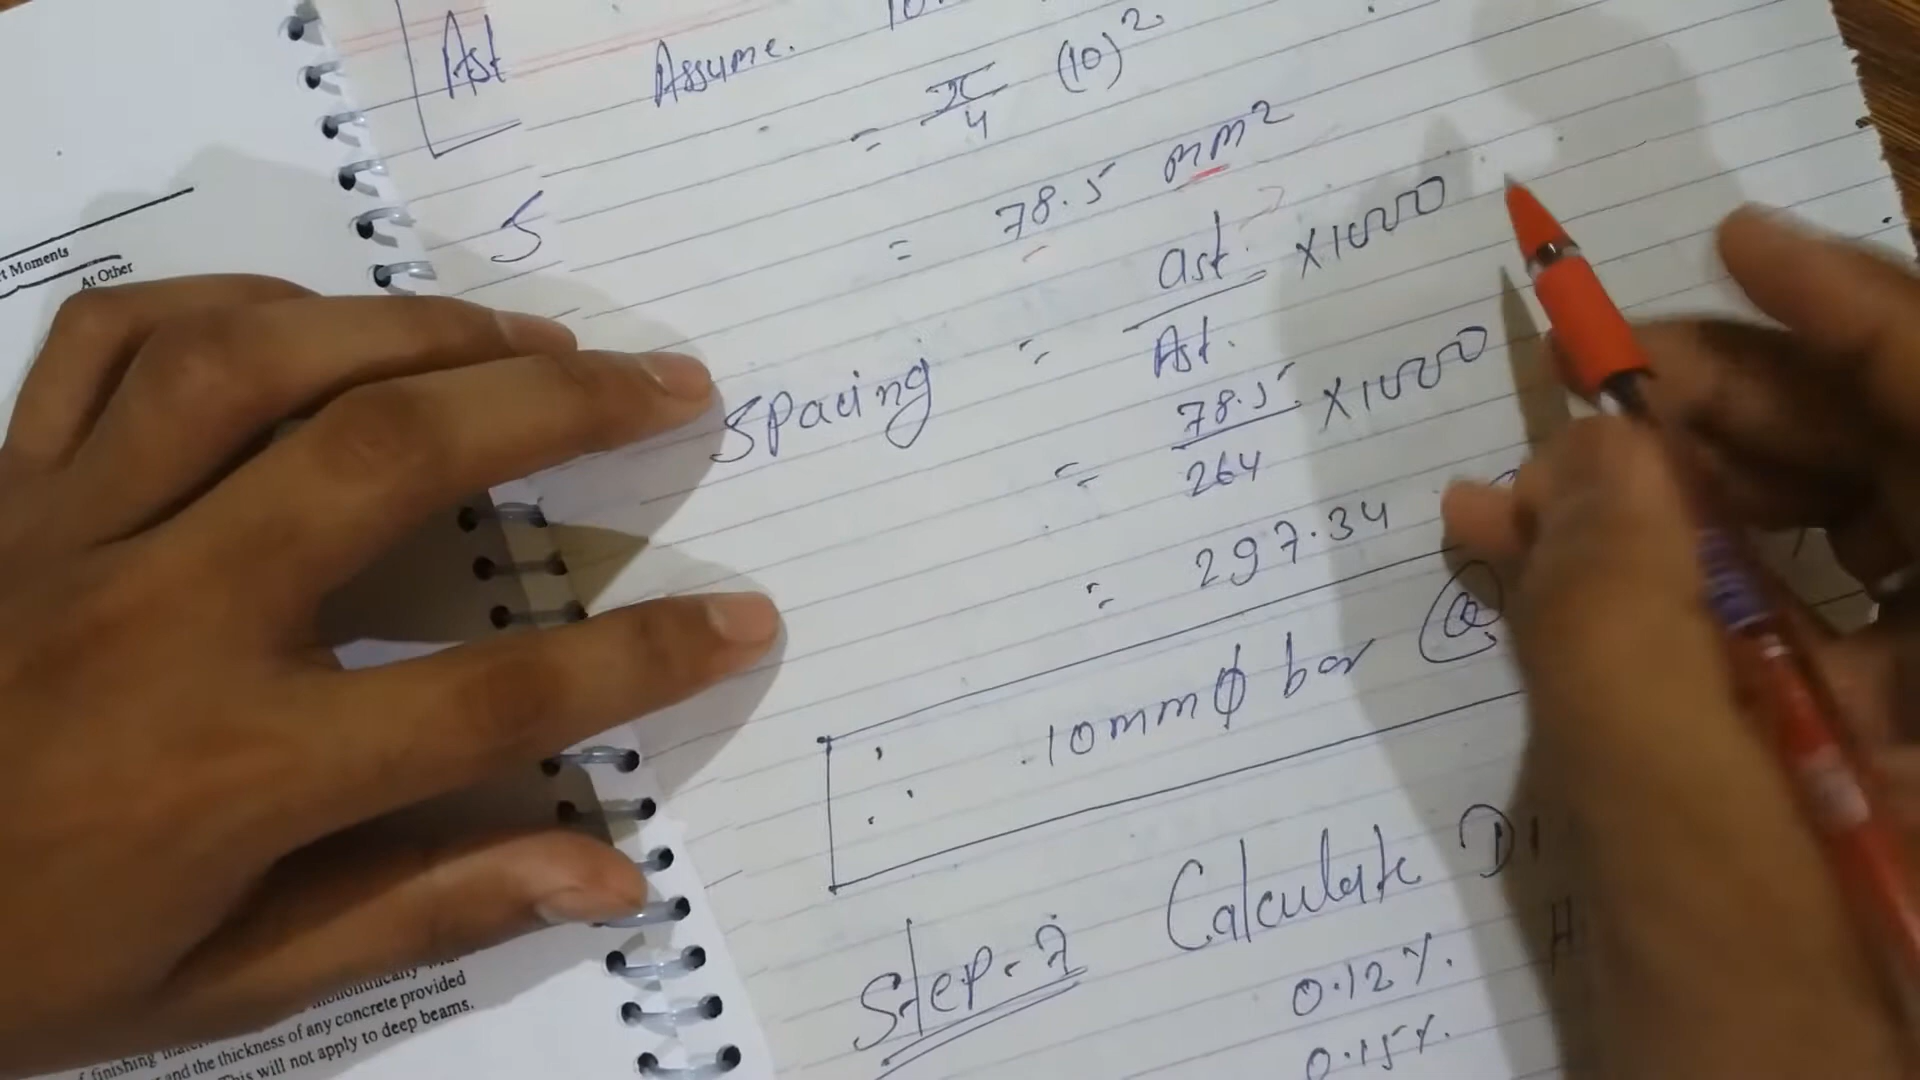 Ast Assume.
= π/4 (10)²
S = 78.5 mm²
Spacing = ast/Ast × 1000
= 78.5/264 × 1000
= 297.34
∴ 10mmϕ bar @
Step-7 Calculate
0.12%.
0.15%.
Moments
At Other
and the thickness of any concrete provided
This will not apply to deep beams.